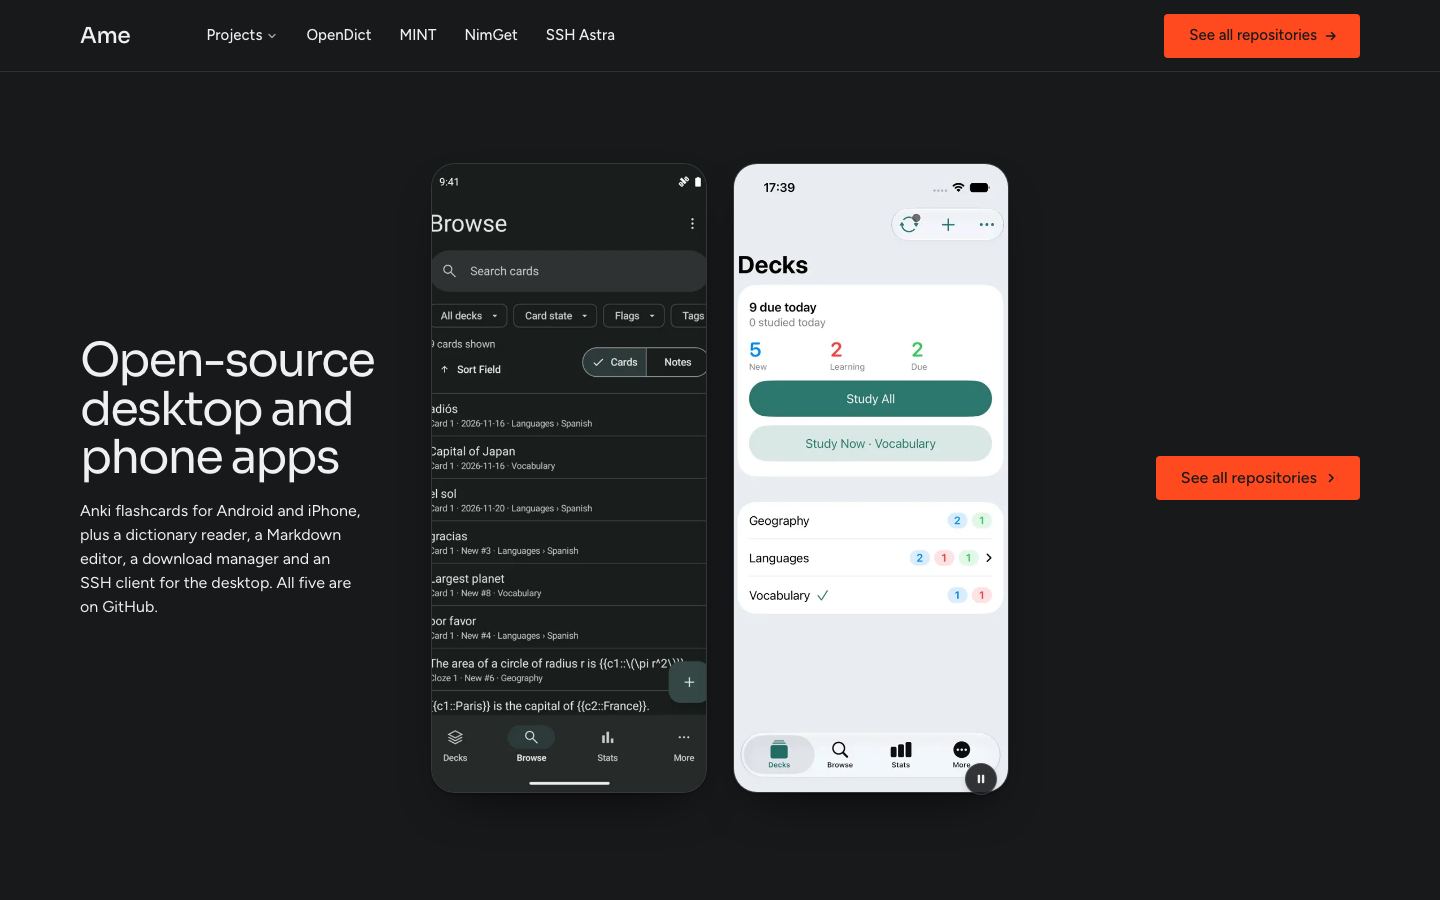 Ame
Projects
OpenDict
MINT
NimGet
SSH Astra
See all repositories
Open-source
desktop and
phone apps
Anki flashcards for Android and iPhone,
plus a dictionary reader, a Markdown
editor, a download manager and an
SSH client for the desktop. All five are
on GitHub.
9:41
Browse
Search cards
All decks
Card state
Flags
Tags
9 cards shown
Cards
Notes
Sort Field
adiós
Card 1 · 2026-11-16 · Languages › Spanish
Capital of Japan
Card 1 · 2026-11-16 · Vocabulary
el sol
Card 1 · 2026-11-20 · Languages › Spanish
gracias
Card 1 · New #3 · Languages › Spanish
Largest planet
Card 1 · New #8 · Vocabulary
por favor
Card 1 · New #4 · Languages › Spanish
The area of a circle of radius r is {{c1::\(\pi r^2\)}}
Cloze 1 · New #6 · Geography
{{c1::Paris}} is the capital of {{c2::France}}.
Decks
Browse
Stats
More
17:39
Decks
9 due today
0 studied today
5
2
2
New
Learning
Due
Study All
Study Now · Vocabulary
Geography
2
1
Languages
2
1
1
Vocabulary
1
1
Decks
Browse
Stats
More
See all repositories